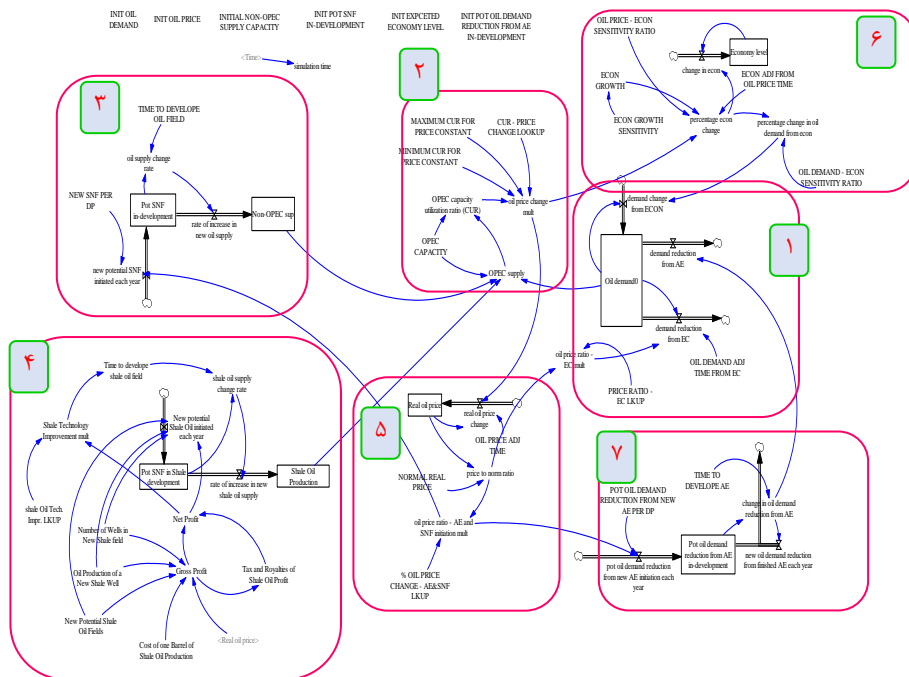 INIT OIL
DEMAND
INIT OIL PRICE
INITIAL NON-OPEC
SUPPLY CAPACITY
INIT POT SNF
IN-DEVELOPMENT
INIT EXPCETED
ECONOMY LEVEL
INIT POT OIL DEMAND
REDUCTION FROM AE
IN-DEVELOPMENT
<Time>
simulation time
۳
TIME TO DEVELOPE
OIL FIELD
oil supply change
rate
NEW SNF PER
DP
Pot SNF
in-development
Non-OPEC sup
rate of increase in
new oil supply
new potential SNF
initiated each year
۲
MAXIMUM CUR FOR
PRICE CONSTANT
CUR - PRICE
CHANGE LOOKUP
MINIMUM CUR FOR
PRICE CONSTANT
OPEC capacity
utilization ratio (CUR)
oil price change
mult
OPEC
CAPACITY
OPEC supply
۶
OIL PRICE - ECON
SENSITIVITY RATIO
Economy level
change in econ
ECON
GROWTH
ECON ADJ FROM
OIL PRICE TIME
ECON GROWTH
SENSITIVITY
percentage econ
change
percentage change in oil
demand from econ
OIL DEMAND - ECON
SENSITIVITY RATIO
۱
demand change
from ECON
Oil demand0
demand reduction
from AE
demand reduction
from EC
oil price ratio -
EC mult
OIL DEMAND ADJ
TIME FROM EC
PRICE RATIO -
EC LKUP
۴
Time to develope
shale oil field
shale oil supply
change rate
Shale Technology
Improvement mult
New potential
Shale Oil initiated
each year
Pot SNF in Shale
development
Shale Oil
Production
rate of increase in new
shale oil supply
shale Oil Tech.
Impr. LKUP
Net Profit
Number of Wells in
New Shale field
Oil Production of a
New Shale Well
Gross Profit
Tax and Royalties of
Shale Oil Profit
New Potential Shale
Oil Fields
Cost of one Barrel of
Shale Oil Production
<Real oil price>
۵
Real oil price
real oil price
change
OIL PRICE ADJ
TIME
NORMAL REAL
PRICE
price to norm ratio
oil price ratio - AE and
SNF initiation mult
% OIL PRICE
CHANGE - AE&SNF
LKUP
۷
POT OIL DEMAND
REDUCTION FROM NEW
AE PER DP
TIME TO
DEVELOP AE
change in oil demand
reduction from AE
Pot oil demand
reduction from AE
in-development
pot oil demand reduction
from new AE initiation each
year
new oil demand reduction
from finished AE each year